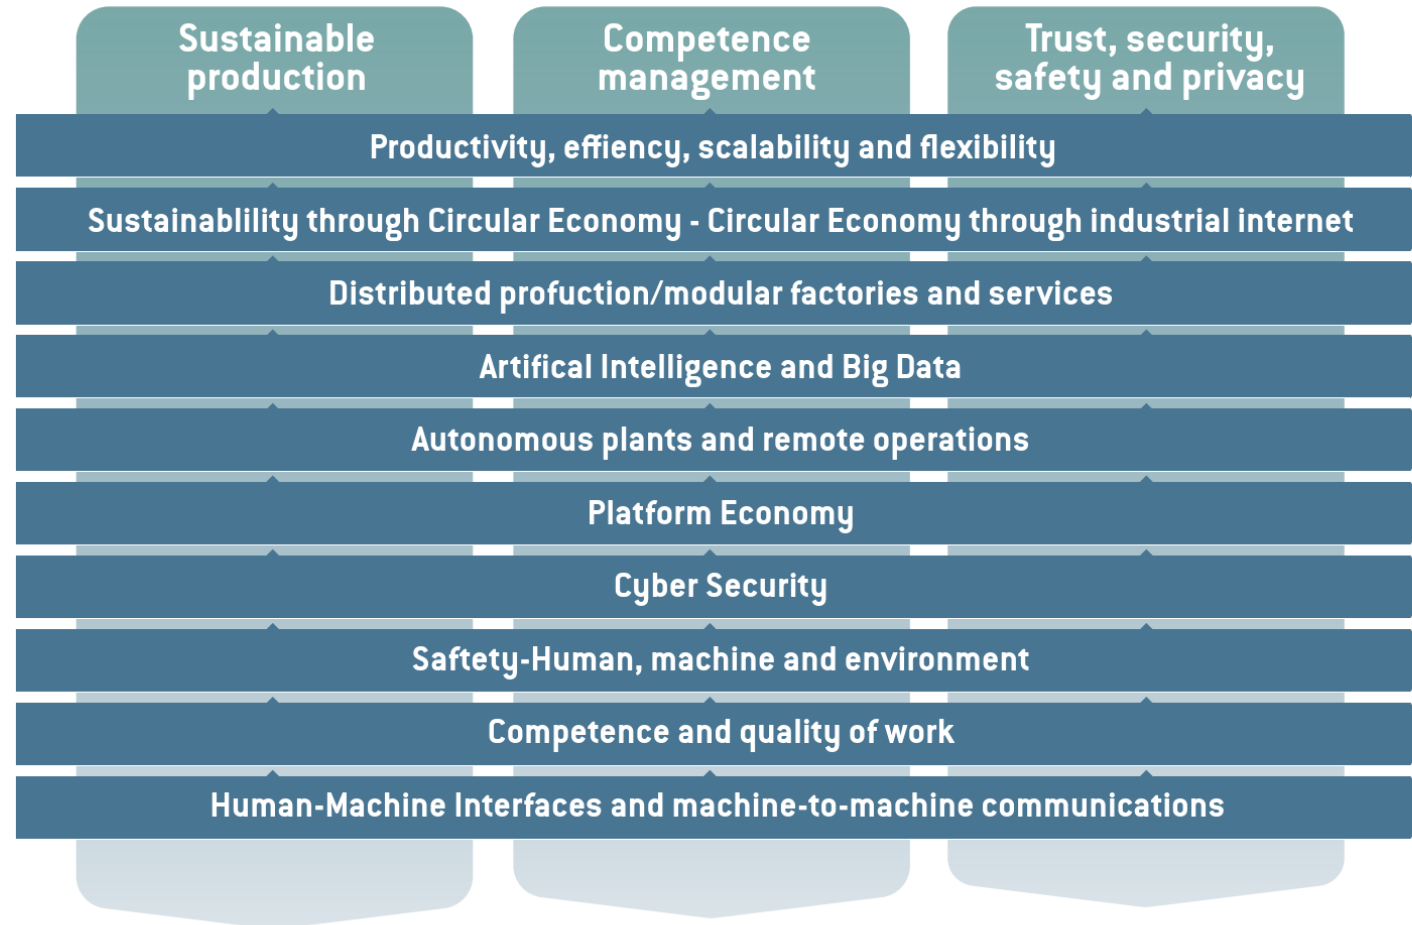 Sustainable
production
Competence
management
Trust, security,
safety and privacy
Productivity, effiency, scalability and flexibility
Sustainablility through Circular Economy - Circular Economy through industrial internet
Distributed profuction/modular factories and services
Artifical Intelligence and Big Data
Autonomous plants and remote operations
Platform Economy
Cyber Security
Saftety-Human, machine and environment
Competence and quality of work
Human-Machine Interfaces and machine-to-machine communications